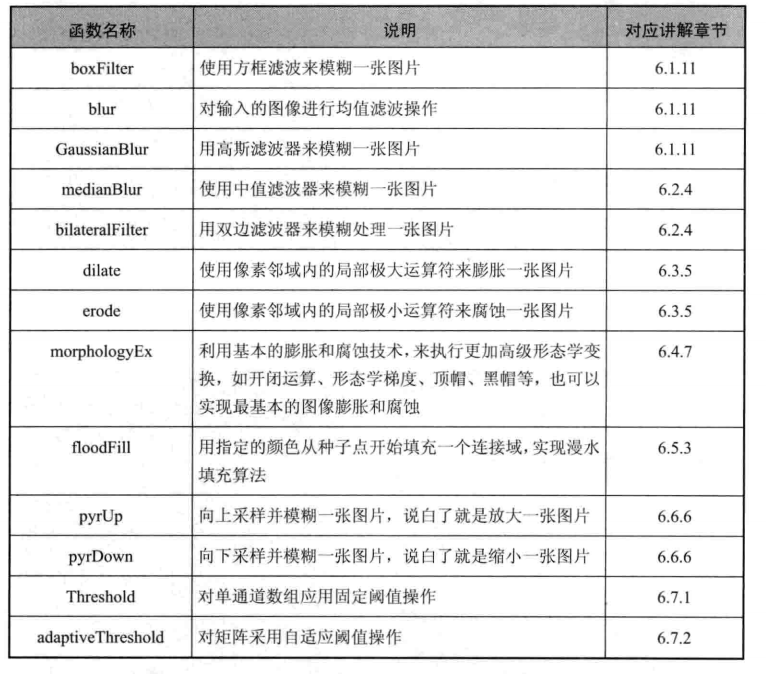 函数名称 说明 对应讲解章节
boxFilter 使用方框滤波来模糊一张图片 6.1.11
blur 对输入的图像进行均值滤波操作 6.1.11
GaussianBlur 用高斯滤波器来模糊一张图片 6.1.11
medianBlur 使用中值滤波器来模糊一张图片 6.2.4
bilateralFilter 用双边滤波器来模糊处理一张图片 6.2.4
dilate 使用像素邻域内的局部极大运算符来膨胀一张图片 6.3.5
erode 使用像素邻域内的局部极小运算符来腐蚀一张图片 6.3.5
morphologyEx 利用基本的膨胀和腐蚀技术,来执行更加高级形态学变 6.4.7
换，如开闭运算、形态学梯度、顶帽、黑帽等，也可以
实现最基本的图像膨胀和腐蚀
floodFill 用指定的颜色从种子点开始填充一个连接域,实现漫水 6.5.3
填充算法
pyrUp 向上采样并模糊一张图片，说白了就是放大一张图片 6.6.6
pyrDown 向下采样并模糊一张图片，说白了就是缩小一张图片 6.6.6
Threshold 对单通道数组应用固定阈值操作 6.7.1
adaptiveThreshold 对矩阵采用自适应阈值操作 6.7.2